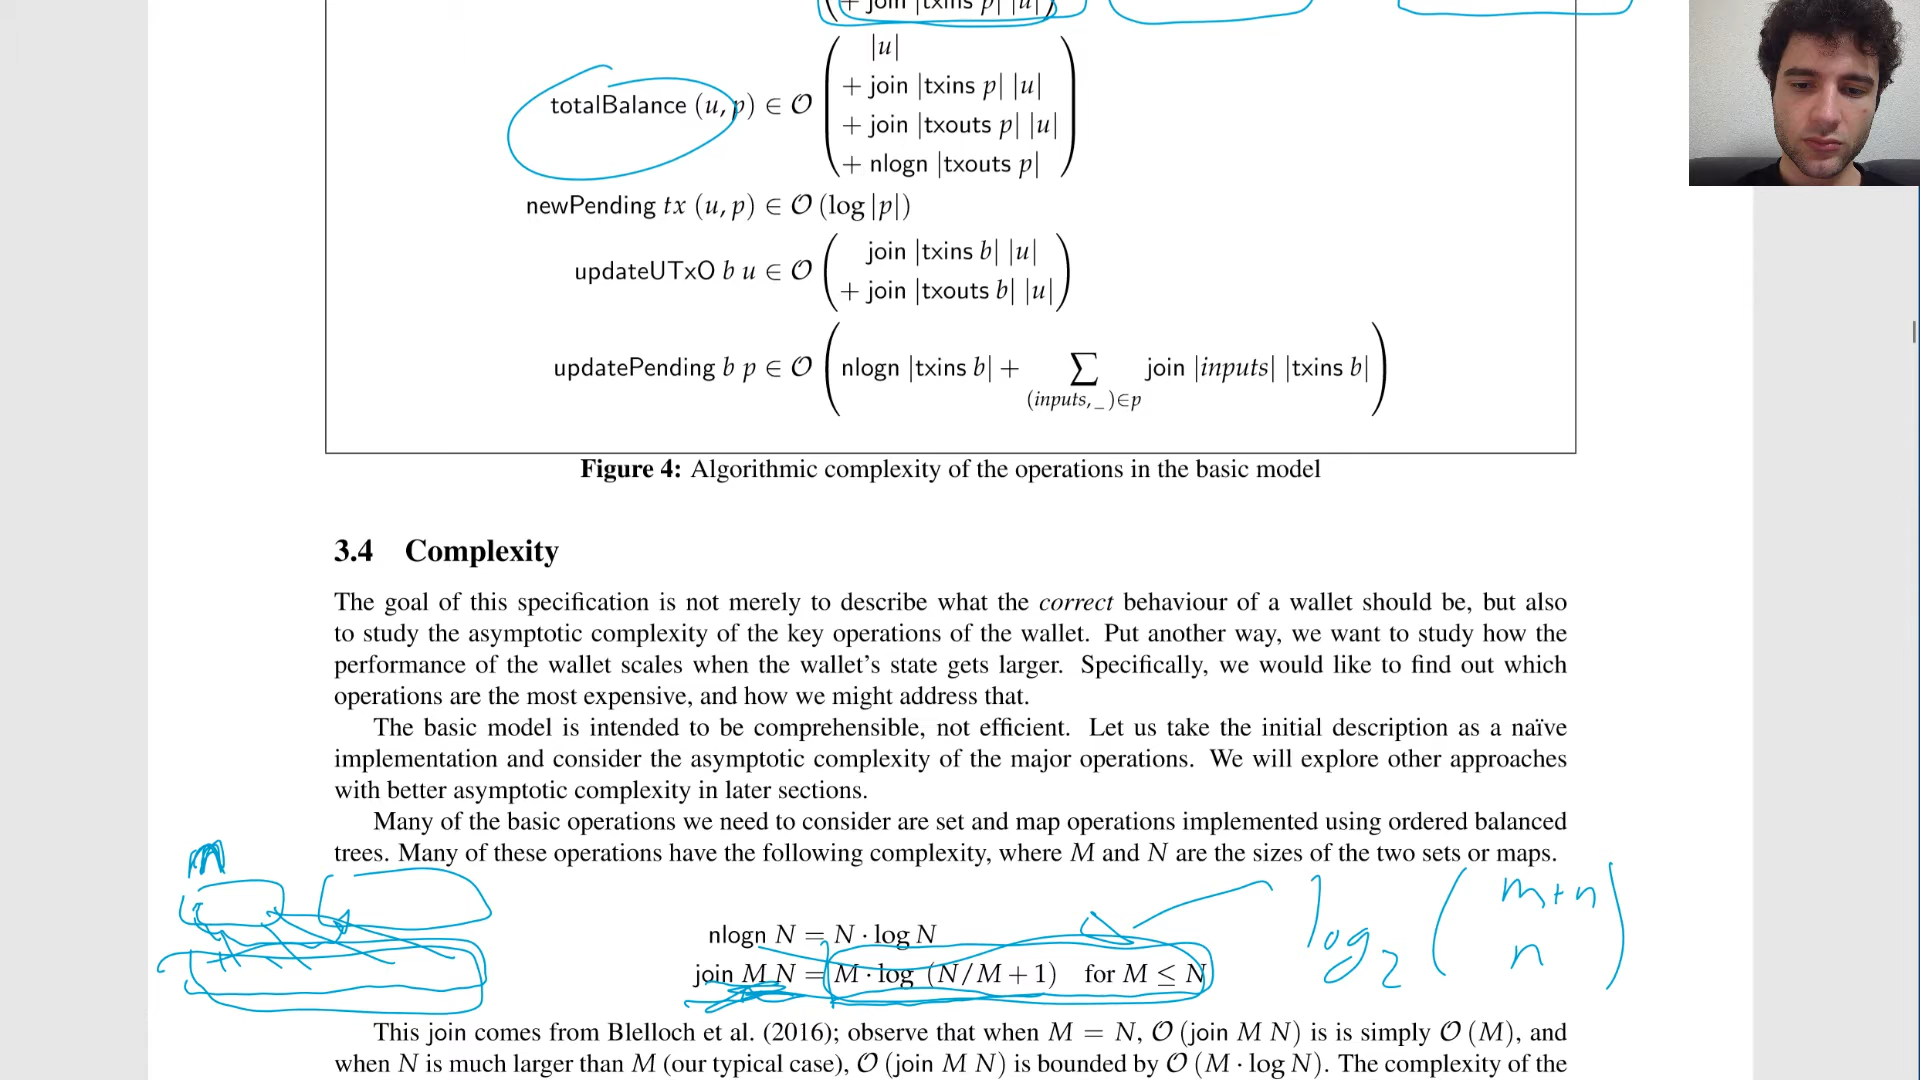 + join |txins p| |u|
|u|
+ join |txins p| |u|
totalBalance (u, p) ∈ O
+ join |txouts p| |u|
+ nlogn |txouts p|
newPending tx (u, p) ∈ O (log |p|)
join |txins b| |u|
updateUTxO b u ∈ O
+ join |txouts b| |u|
updatePending b p ∈ O ( nlogn |txins b| + ∑ join |inputs| |txins b| )
(inputs,_)∈p
Figure 4: Algorithmic complexity of the operations in the basic model
3.4 Complexity
The goal of this specification is not merely to describe what the correct behaviour of a wallet should be, but also
to study the asymptotic complexity of the key operations of the wallet. Put another way, we want to study how the
performance of the wallet scales when the wallet's state gets larger. Specifically, we would like to find out which
operations are the most expensive, and how we might address that.
The basic model is intended to be comprehensible, not efficient. Let us take the initial description as a naïve
implementation and consider the asymptotic complexity of the major operations. We will explore other approaches
with better asymptotic complexity in later sections.
Many of the basic operations we need to consider are set and map operations implemented using ordered balanced
trees. Many of these operations have the following complexity, where M and N are the sizes of the two sets or maps.
nlogn N = N · log N
join M N = M · log (N/M + 1) for M ≤ N
log2 ( m+n
n )
This join comes from Blelloch et al. (2016); observe that when M = N, O (join M N) is is simply O (M), and
when N is much larger than M (our typical case), O (join M N) is bounded by O (M · log N). The complexity of the